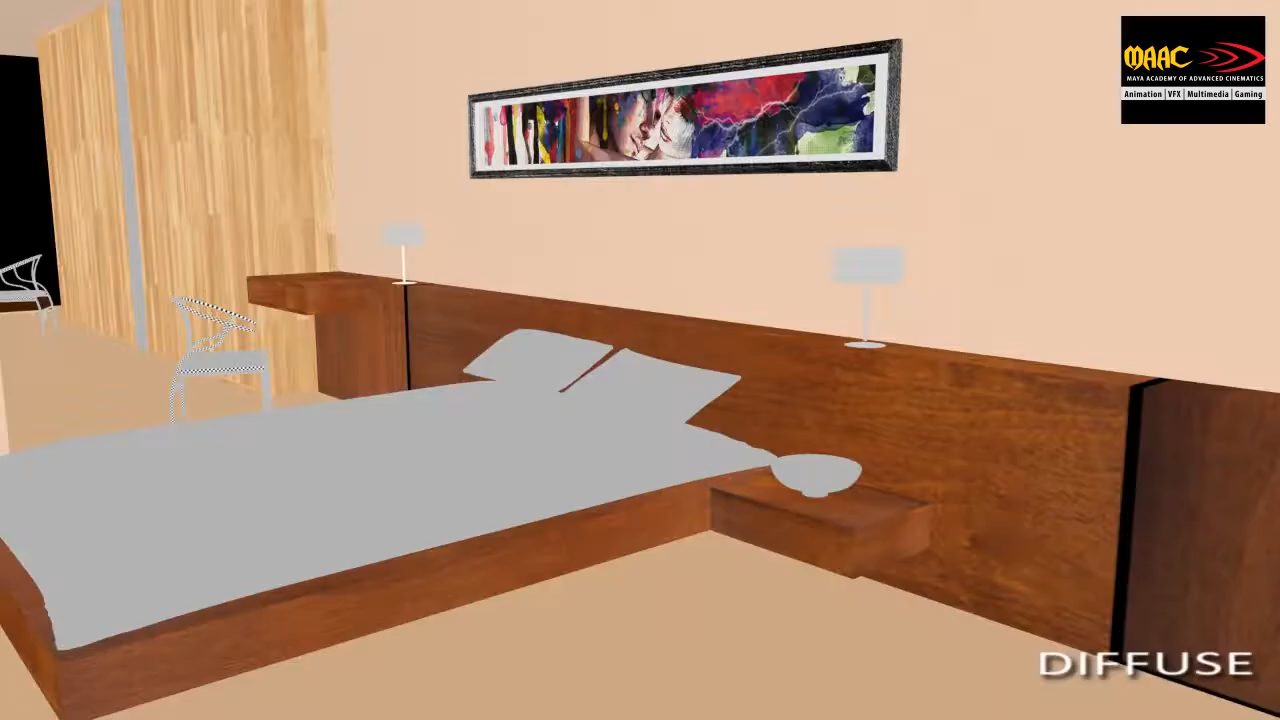 MAAC
MAYA ACADEMY OF ADVANCED CINEMATICS
Animation | VFX | Multimedia | Gaming
DIFFUSE